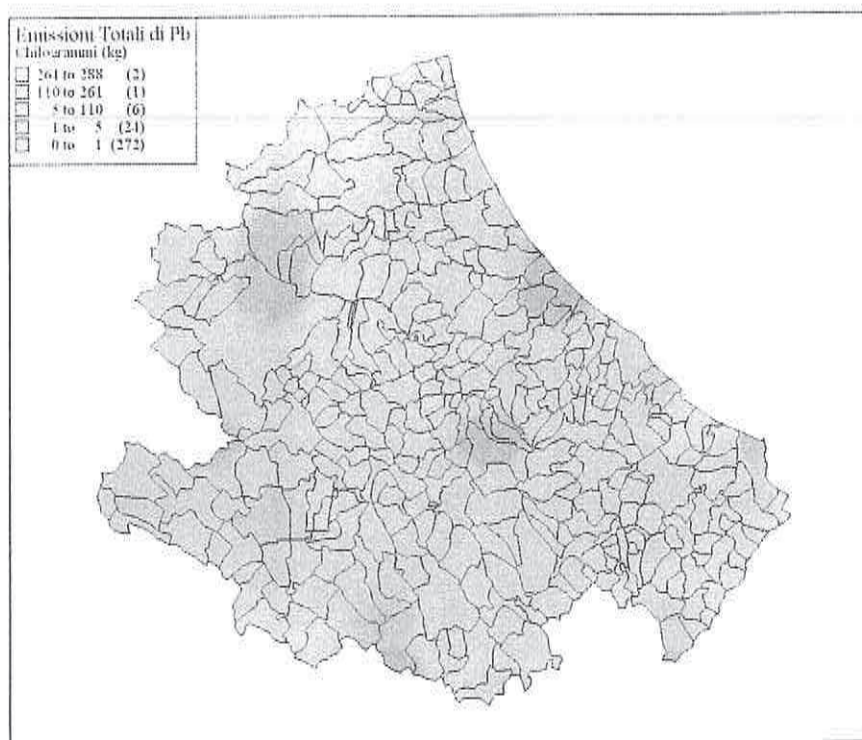 Emissioni Totali di Pb
Chilogrammi (kg)
261 to 288 (2)
110 to 261 (1)
5 to 110 (6)
1 to 5 (24)
0 to 1 (272)